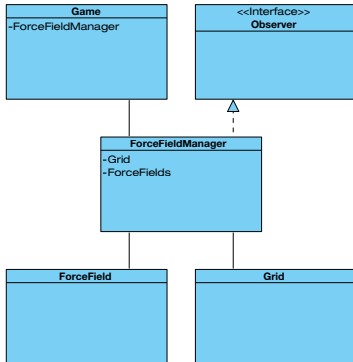 Game
-ForceFieldManager
<<Interface>>
Observer
ForceFieldManager
-Grid
-ForceFields
ForceField
Grid